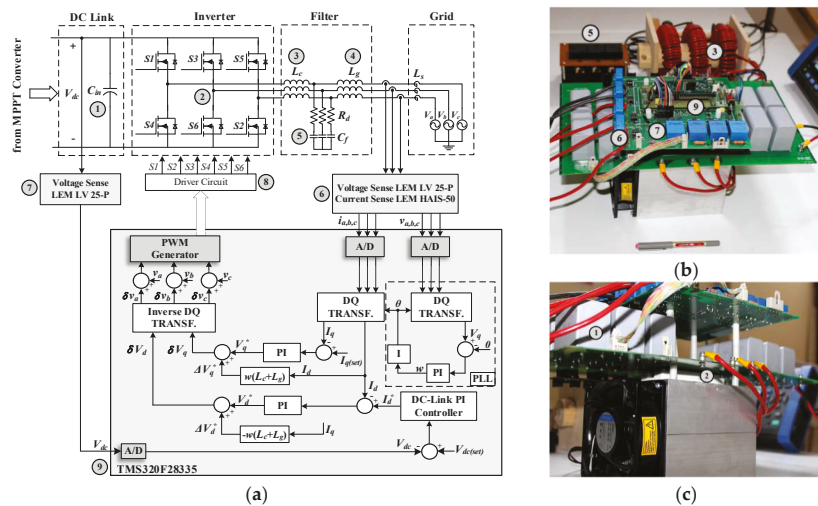 DC Link
Inverter
Filter
Grid
from MPPT Converter
+
V_dc
-
C_in
1
S1
S3
S5
2
S4
S6
S2
3
L_c
4
L_g
L_s
R_d
5
C_f
V_a
V_b
V_c
S1 S2 S3 S4 S5 S6
Driver Circuit
8
7
Voltage Sense
LEM LV 25-P
6
Voltage Sense LEM LV 25-P
Current Sense LEM HAIS-50
i_a,b,c
v_a,b,c
A/D
A/D
PWM
Generator
v_a
v_b
v_c
δv_a
δv_b
δv_c
Inverse DQ
TRANSF.
DQ
TRANSF.
θ
DQ
TRANSF.
V_q
θ
I
w
PI
PLL
δV_d
δV_q
V_q*
PI
I_q
I_q(set)
ΔV_q*
w(L_c+L_g)
I_d
I_d
V_d*
PI
I_d*
DC-Link PI
Controller
ΔV_d*
-w(L_c+L_g)
I_q
V_dc
A/D
V_dc
V_dc(set)
9
TMS320F28335
(a)
5
3
9
6
7
(b)
1
2
(c)